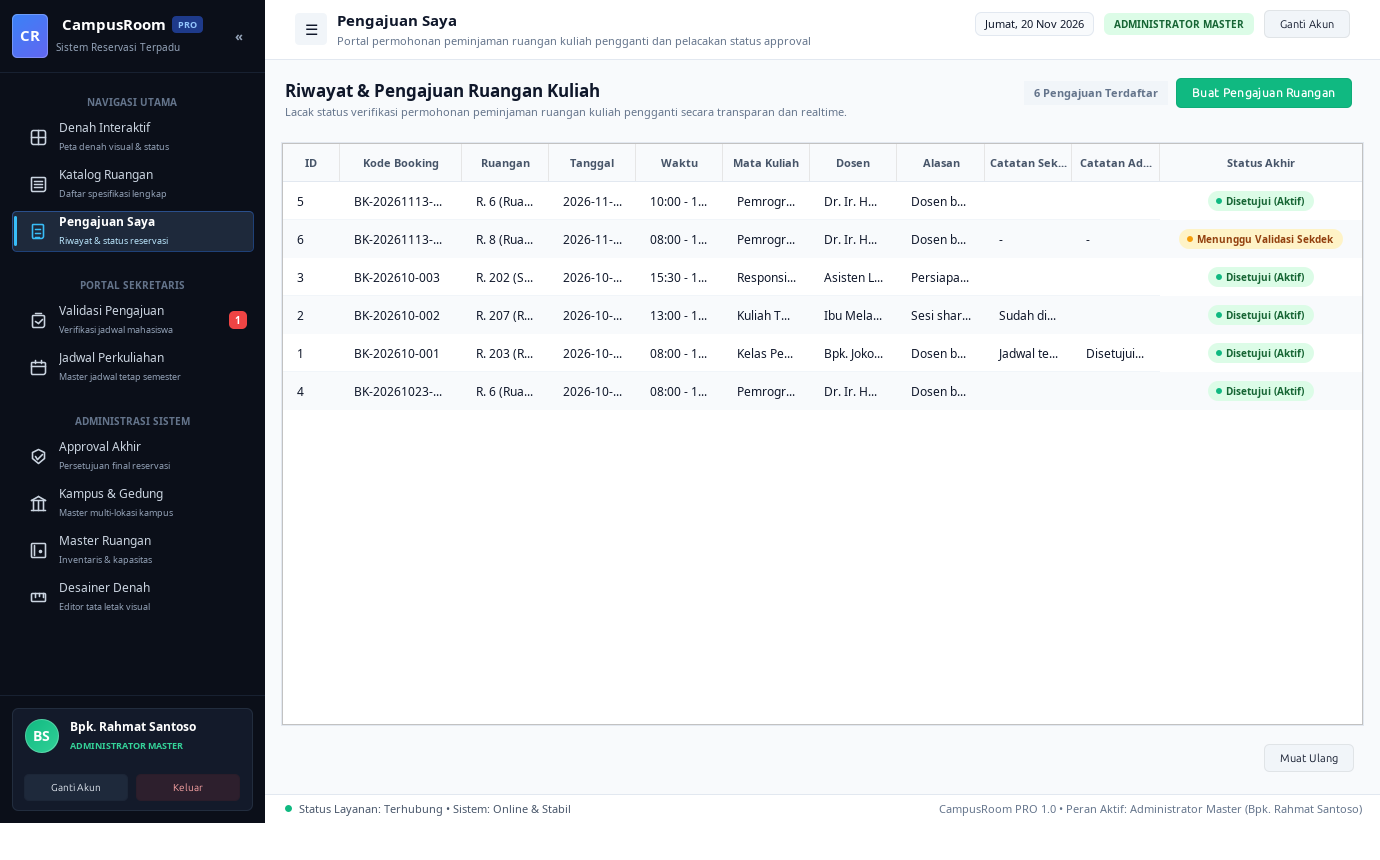 CR
CampusRoom PRO
Sistem Reservasi Terpadu
«
NAVIGASI UTAMA
Denah Interaktif
Peta denah visual & status
Katalog Ruangan
Daftar spesifikasi lengkap
Pengajuan Saya
Riwayat & status reservasi
PORTAL SEKRETARIS
Validasi Pengajuan
Verifikasi jadwal mahasiswa
1
Jadwal Perkuliahan
Master jadwal tetap semester
ADMINISTRASI SISTEM
Approval Akhir
Persetujuan final reservasi
Kampus & Gedung
Master multi-lokasi kampus
Master Ruangan
Inventaris & kapasitas
Desainer Denah
Editor tata letak visual
BS
Bpk. Rahmat Santoso
ADMINISTRATOR MASTER
Ganti Akun Keluar
☰
Pengajuan Saya
Portal permohonan peminjaman ruangan kuliah pengganti dan pelacakan status approval
Jumat, 20 Nov 2026 ADMINISTRATOR MASTER Ganti Akun
Riwayat & Pengajuan Ruangan Kuliah
Lacak status verifikasi permohonan peminjaman ruangan kuliah pengganti secara transparan dan realtime.
6 Pengajuan Terdaftar Buat Pengajuan Ruangan
ID Kode Booking Ruangan Tanggal Waktu Mata Kuliah Dosen Alasan Catatan Sek... Catatan Ad... Status Akhir
5 BK-20261113-... R. 6 (Rua... 2026-11-... 10:00 - 1... Pemrogr... Dr. Ir. H... Dosen b... Disetujui (Aktif)
6 BK-20261113-... R. 8 (Rua... 2026-11-... 08:00 - 1... Pemrogr... Dr. Ir. H... Dosen b... - - Menunggu Validasi Sekdek
3 BK-202610-003 R. 202 (S... 2026-10-... 15:30 - 1... Responsi... Asisten L... Persiapa... Disetujui (Aktif)
2 BK-202610-002 R. 207 (R... 2026-10-... 13:00 - 1... Kuliah T... Ibu Mela... Sesi shar... Sudah di... Disetujui (Aktif)
1 BK-202610-001 R. 203 (R... 2026-10-... 08:00 - 1... Kelas Pe... Bpk. Joko... Dosen b... Jadwal te... Disetujui... Disetujui (Aktif)
4 BK-20261023-... R. 6 (Rua... 2026-10-... 08:00 - 1... Pemrogr... Dr. Ir. H... Dosen b... Disetujui (Aktif)
Muat Ulang
Status Layanan: Terhubung • Sistem: Online & Stabil
CampusRoom PRO 1.0 • Peran Aktif: Administrator Master (Bpk. Rahmat Santoso)